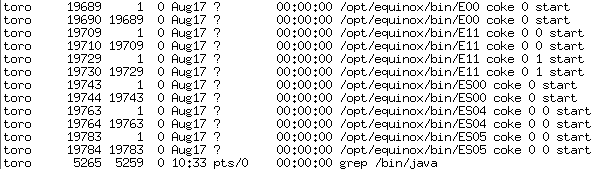 toro 19689 1 0 Aug17 ? 00:00:00 /opt/equinox/bin/E00 coke 0 start
toro 19690 19689 0 Aug17 ? 00:00:00 /opt/equinox/bin/E00 coke 0 start
toro 19709 1 0 Aug17 ? 00:00:00 /opt/equinox/bin/E11 coke 0 0 start
toro 19710 19709 0 Aug17 ? 00:00:00 /opt/equinox/bin/E11 coke 0 0 start
toro 19729 1 0 Aug17 ? 00:00:00 /opt/equinox/bin/E11 coke 0 1 start
toro 19730 19729 0 Aug17 ? 00:00:00 /opt/equinox/bin/E11 coke 0 1 start
toro 19743 1 0 Aug17 ? 00:00:00 /opt/equinox/bin/ES00 coke 0 start
toro 19744 19743 0 Aug17 ? 00:00:00 /opt/equinox/bin/ES00 coke 0 start
toro 19763 1 0 Aug17 ? 00:00:00 /opt/equinox/bin/ES04 coke 0 0 start
toro 19764 19763 0 Aug17 ? 00:00:00 /opt/equinox/bin/ES04 coke 0 0 start
toro 19783 1 0 Aug17 ? 00:00:00 /opt/equinox/bin/ES05 coke 0 0 start
toro 19784 19783 0 Aug17 ? 00:00:00 /opt/equinox/bin/ES05 coke 0 0 start
toro 5265 5259 0 10:33 pts/0 00:00:00 grep /bin/java